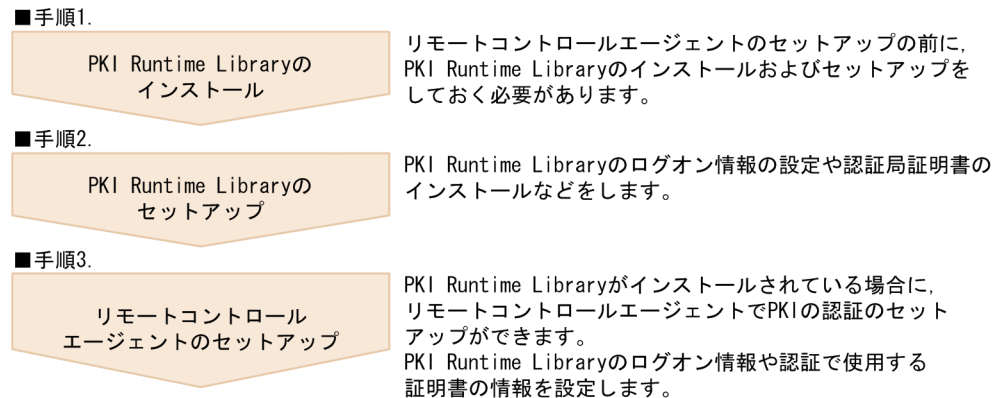 ■手順1.
PKI Runtime Libraryの
インストール
リモートコントロールエージェントのセットアップの前に,
PKI Runtime Libraryのインストールおよびセットアップを
しておく必要があります。
■手順2.
PKI Runtime Libraryの
セットアップ
PKI Runtime Libraryのログオン情報の設定や認証局証明書の
インストールなどをします。
■手順3.
リモートコントロール
エージェントのセットアップ
PKI Runtime Libraryがインストールされている場合に,
リモートコントロールエージェントでPKIの認証のセット
アップができます。
PKI Runtime Libraryのログオン情報や認証で使用する
証明書の情報を設定します。